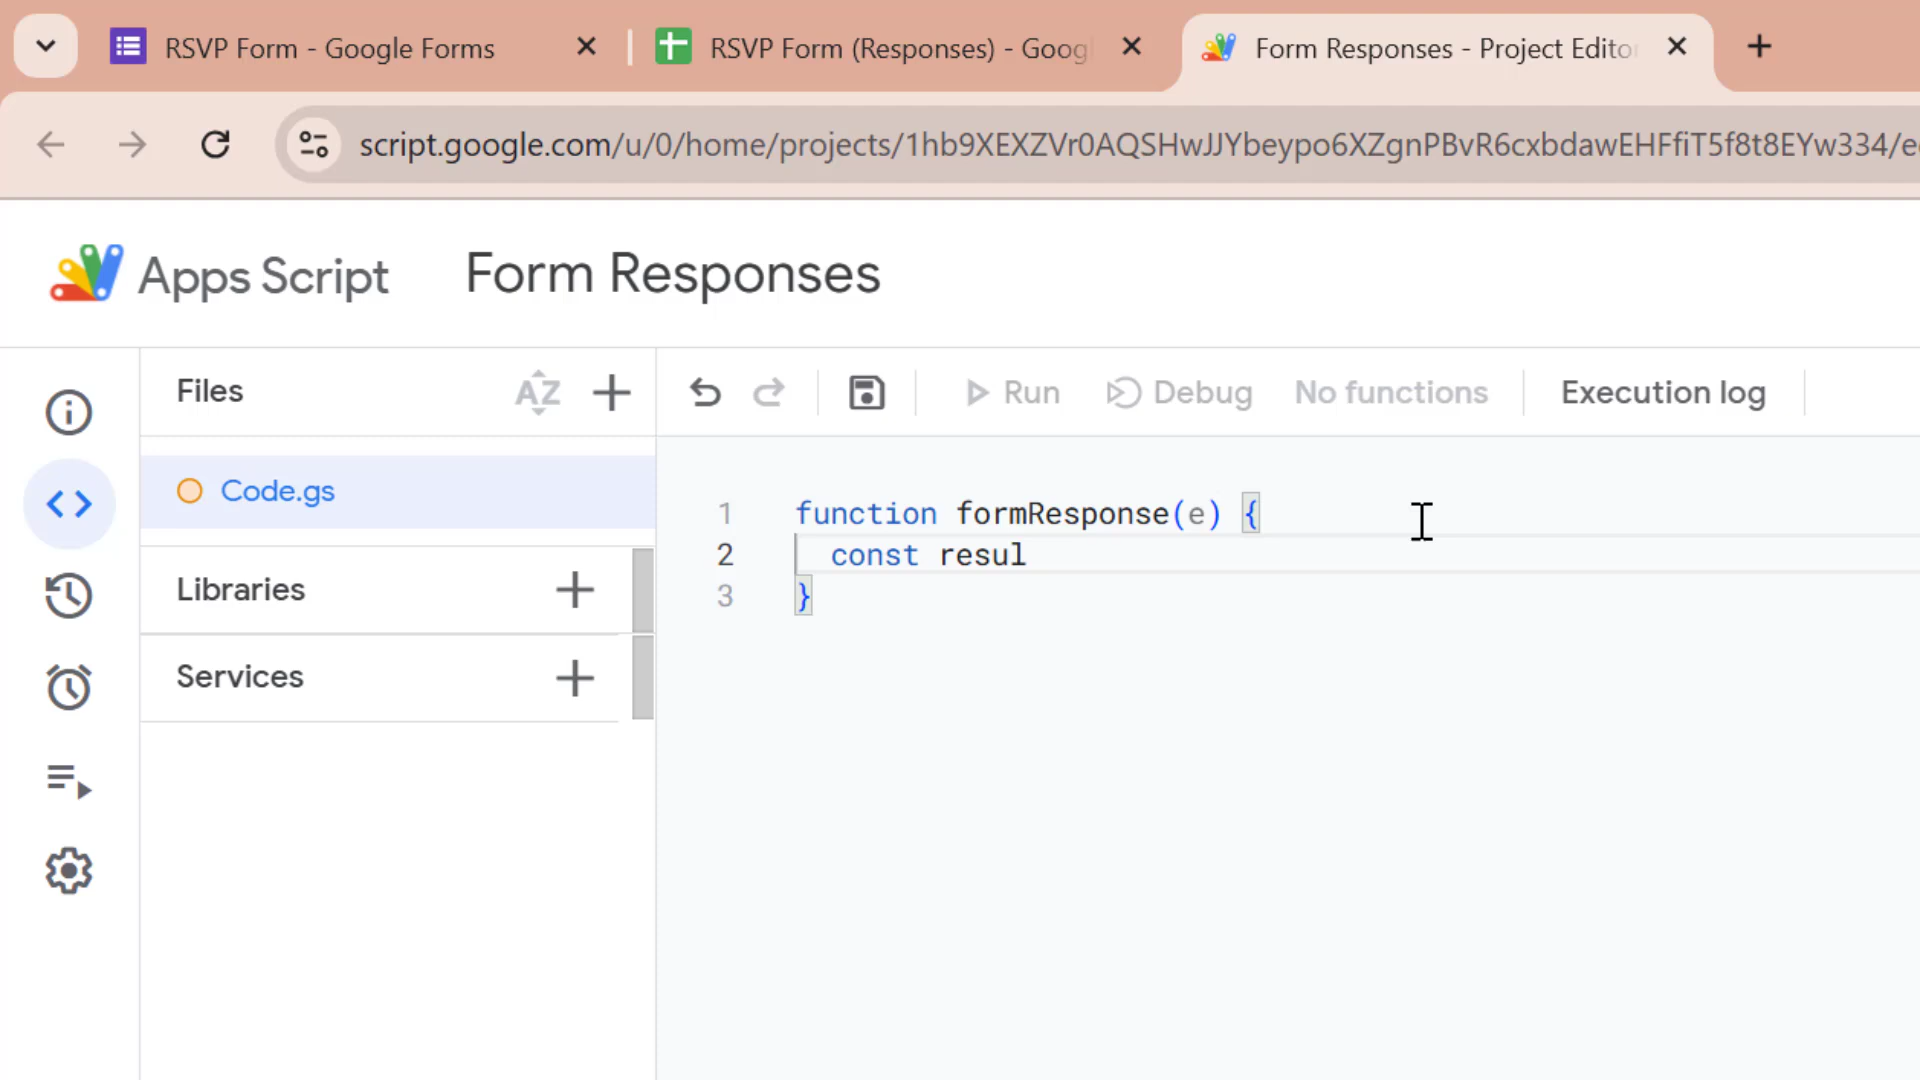 RSVP Form - Google Forms
RSVP Form (Responses) - Goog
Form Responses - Project Edito
script.google.com/u/0/home/projects/1hb9XEXZVr0AQSHwJJYbeypo6XZgnPBvR6cxbdawEHFfiT5f8t8EYw334/e
Apps Script
Form Responses
Files
AZ
Run
Debug
No functions
Execution log
Code.gs
Libraries
Services
1 function formResponse(e) {
2 const resul
3 }